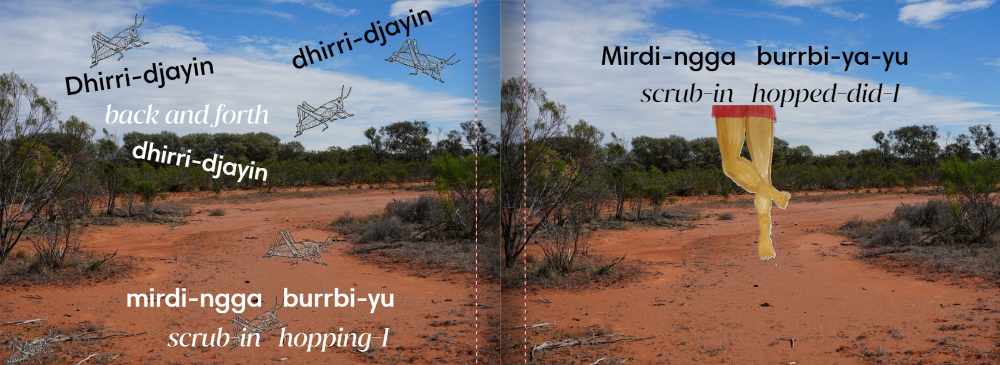 Dhirri-djayin
dhirri-djayin
back and forth
dhirri-djayin
mirdi-ngga burrbi-yu
scrub-in hopping-I
Mirdi-ngga burrbi-ya-yu
scrub-in hopped-did-I